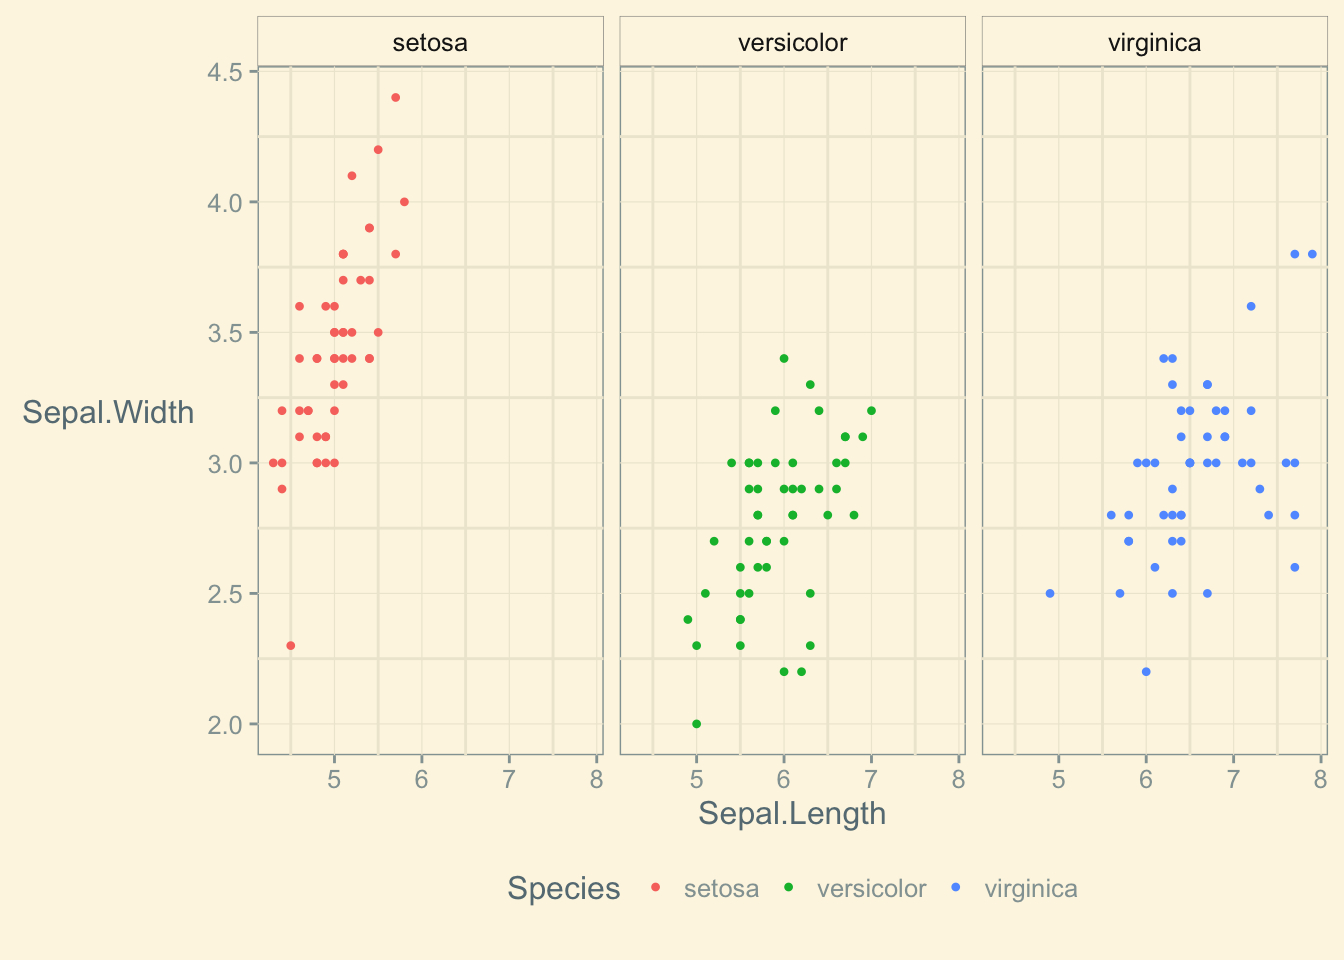 setosa versicolor virginica
4.5
4.0
3.5
Sepal.Width
3.0
2.5
2.0
5 6 7 8 5 6 7 8 5 6 7 8
Sepal.Length
Species setosa versicolor virginica